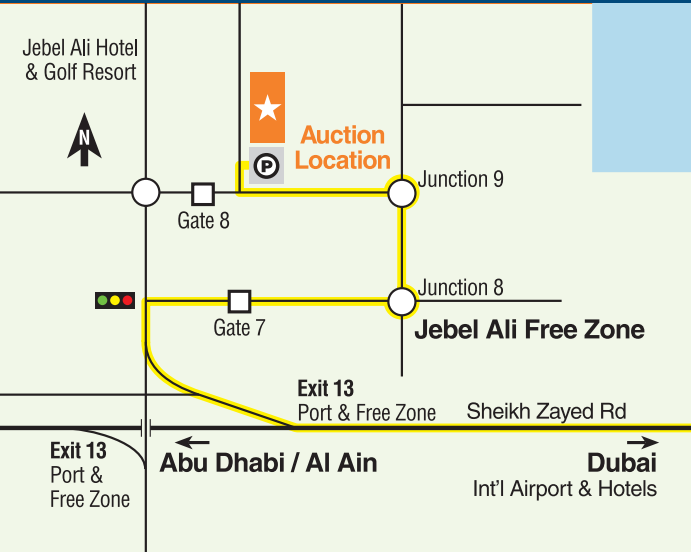 Jebel Ali Hotel
& Golf Resort
N
Auction
Location
P
Junction 9
Gate 8
Junction 8
Gate 7
Jebel Ali Free Zone
Exit 13
Port & Free Zone
Sheikh Zayed Rd
Exit 13
Port &
Free Zone
Abu Dhabi / Al Ain
Dubai
Int'l Airport & Hotels